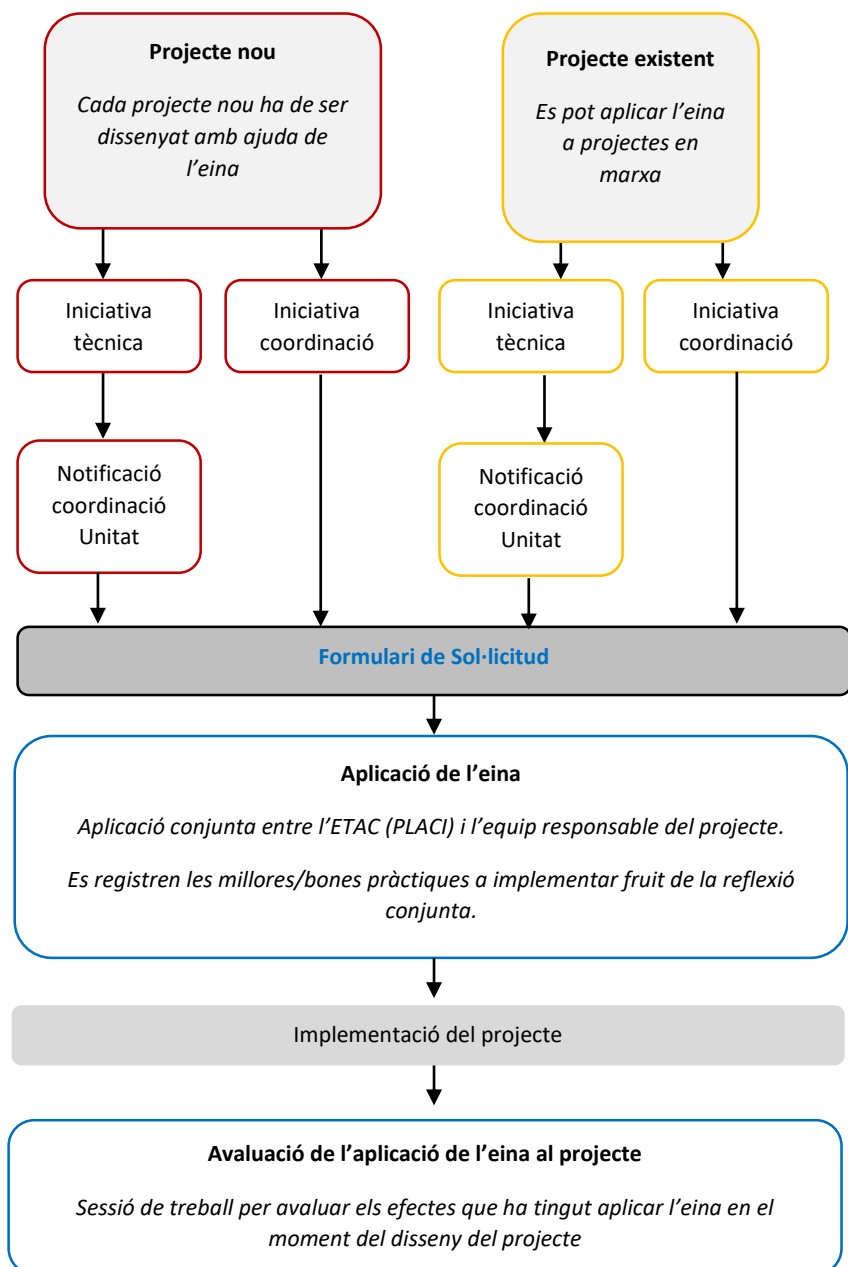 Projecte nou
Cada projecte nou ha de ser
dissenyat amb ajuda de
l’eina
Projecte existent
Es pot aplicar l’eina
a projectes en
marxa
Iniciativa
tècnica
Iniciativa
coordinació
Iniciativa
tècnica
Iniciativa
coordinació
Notificació
coordinació
Unitat
Notificació
coordinació
Unitat
Formulari de Sol·licitud
Aplicació de l’eina
Aplicació conjunta entre l’ETAC (PLACI) i l’equip responsable del projecte.
Es registren les millores/bones pràctiques a implementar fruit de la reflexió
conjunta.
Implementació del projecte
Avaluació de l’aplicació de l’eina al projecte
Sessió de treball per avaluar els efectes que ha tingut aplicar l’eina en el
moment del disseny del projecte